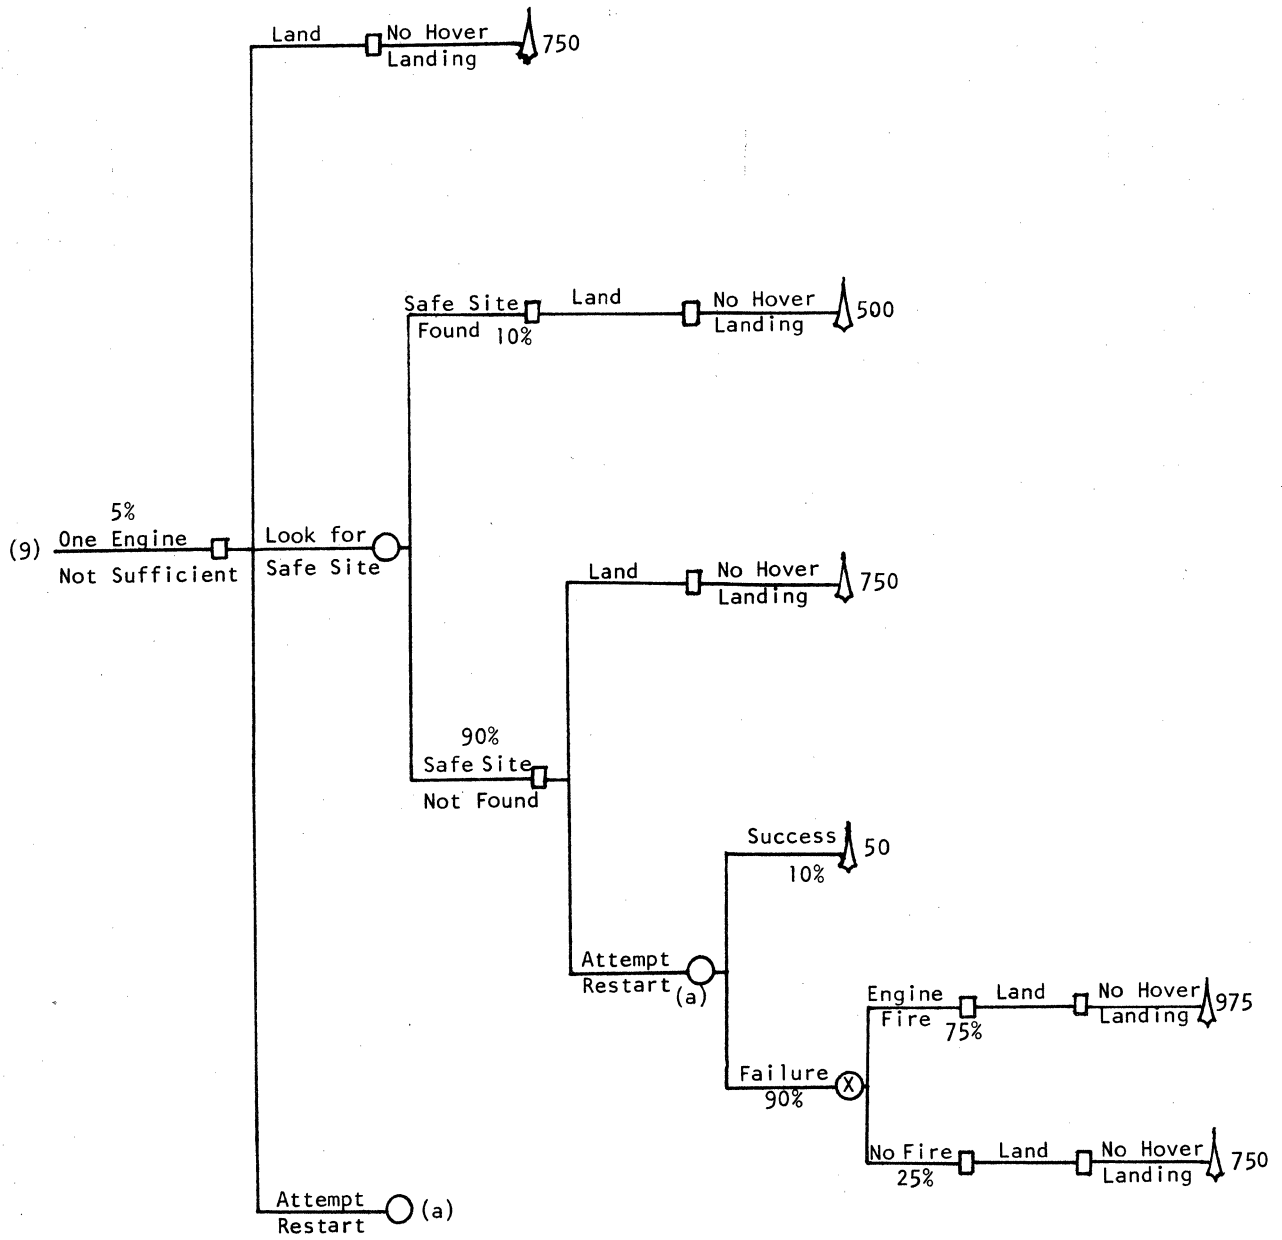 Land
No Hover
Landing
750
Safe Site
Found 10%
Land
No Hover
Landing
500
5%
(9) One Engine
Not Sufficient
Look for
Safe Site
Land
No Hover
Landing
750
90%
Safe Site
Not Found
Success
10%
50
Attempt
Restart (a)
Engine
Fire
75%
Land
No Hover
Landing
975
Failure
90%
X
No Fire
25%
Land
No Hover
Landing
750
Attempt
Restart
(a)